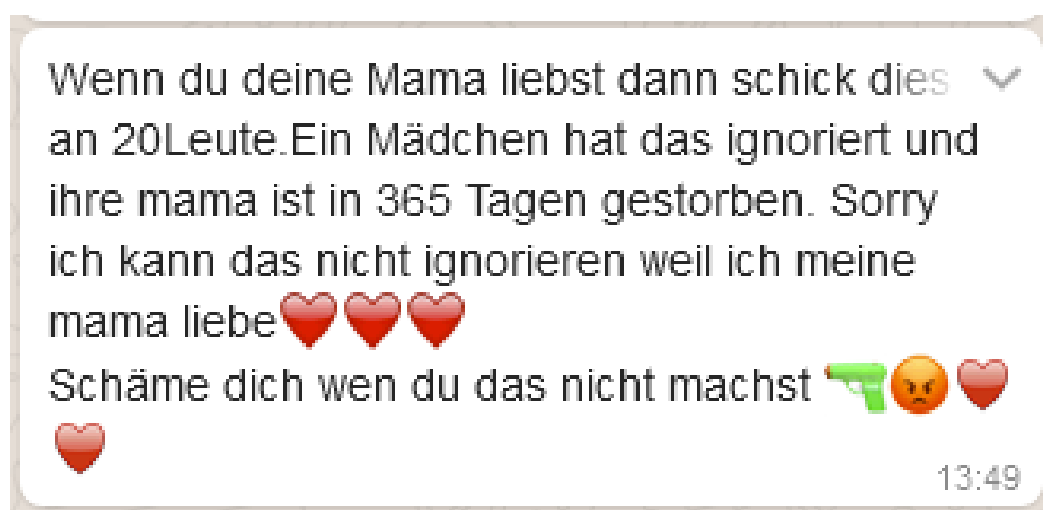 Wenn du deine Mama liebst dann schick dies
an 20Leute.Ein Mädchen hat das ignoriert und
ihre mama ist in 365 Tagen gestorben. Sorry
ich kann das nicht ignorieren weil ich meine
mama liebe❤️❤️❤️
Schäme dich wen du das nicht machst 🔫😡❤️
❤️
13:49